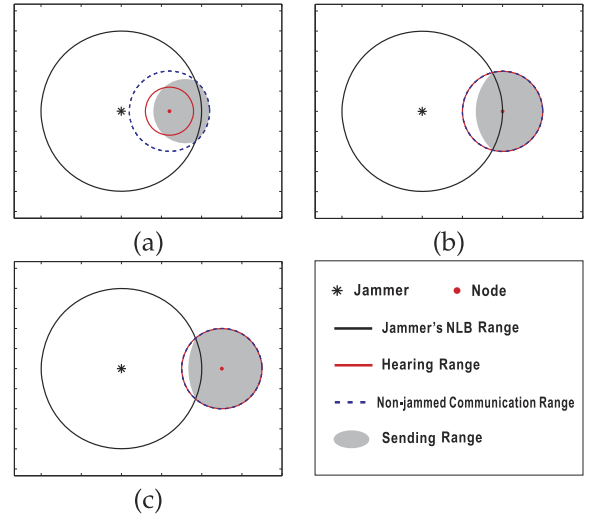 (a)
(b)
(c)
Jammer
Node
Jammer's NLB Range
Hearing Range
Non-jammed Communication Range
Sending Range